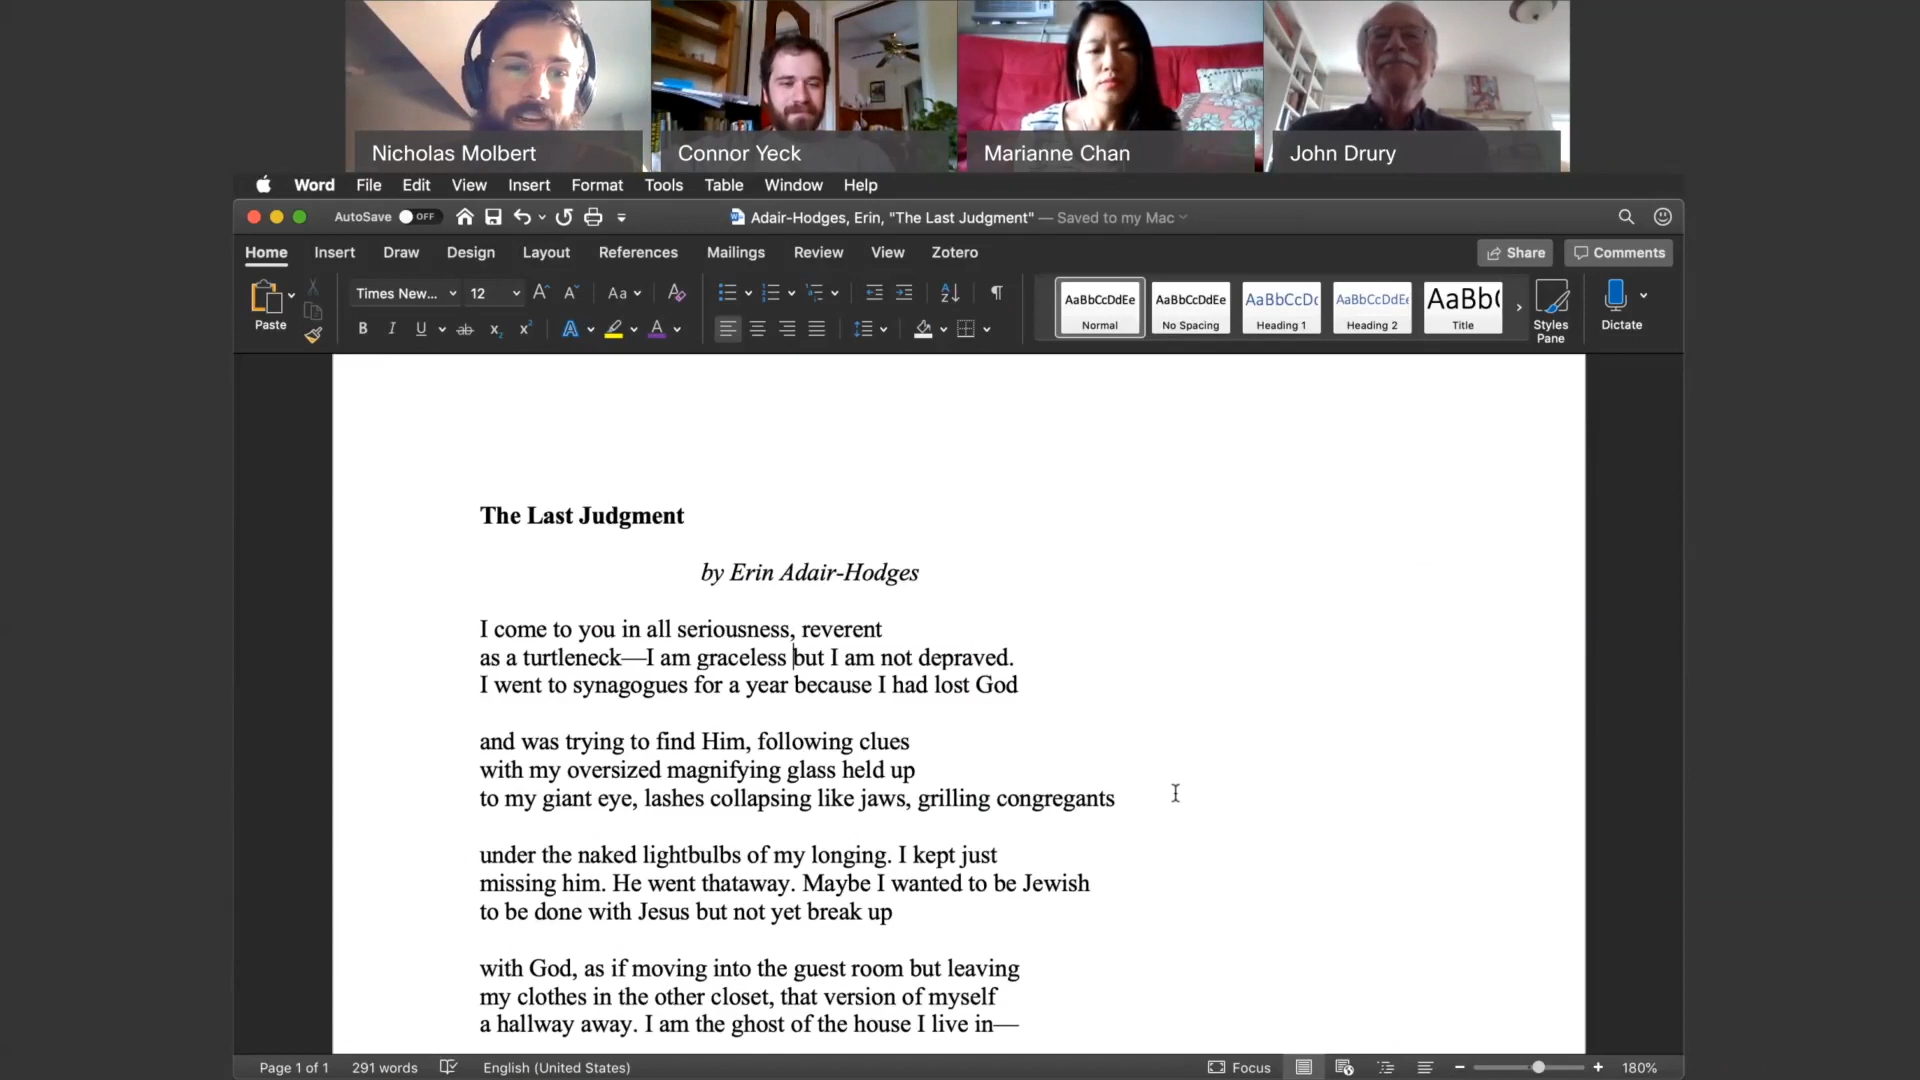 Nicholas Molbert
Connor Yeck
Marianne Chan
John Drury
Word File Edit View Insert Format Tools Table Window Help
AutoSave OFF
Adair-Hodges, Erin, "The Last Judgment" — Saved to my Mac
Home Insert Draw Design Layout References Mailings Review View Zotero
Share
Comments
Paste
Times New...
12
Aa
B I U ab x₂ x²
A
AaBbCcDdEe
Normal
AaBbCcDdEe
No Spacing
AaBbCcDc
Heading 1
AaBbCcDdEe
Heading 2
AaBb(
Title
Styles
Pane
Dictate
The Last Judgment
by Erin Adair-Hodges
I come to you in all seriousness, reverent
as a turtleneck—I am graceless but I am not depraved.
I went to synagogues for a year because I had lost God
and was trying to find Him, following clues
with my oversized magnifying glass held up
to my giant eye, lashes collapsing like jaws, grilling congregants
under the naked lightbulbs of my longing. I kept just
missing him. He went thataway. Maybe I wanted to be Jewish
to be done with Jesus but not yet break up
with God, as if moving into the guest room but leaving
my clothes in the other closet, that version of myself
a hallway away. I am the ghost of the house I live in—
Page 1 of 1
291 words
English (United States)
Focus
180%